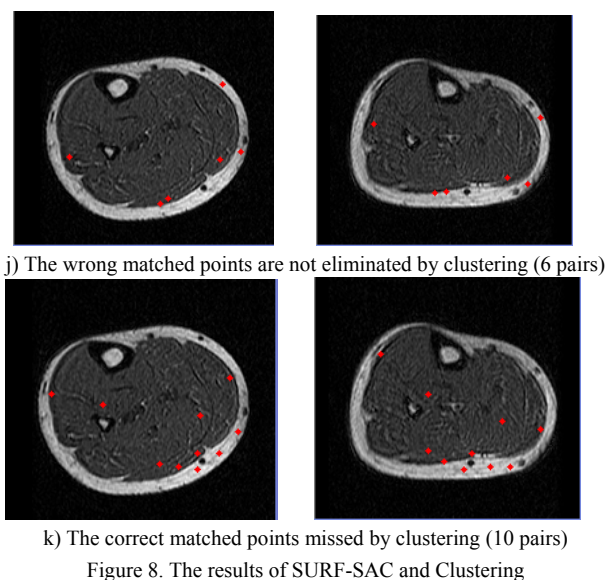 j) The wrong matched points are not eliminated by clustering (6 pairs)
k) The correct matched points missed by clustering (10 pairs)
Figure 8. The results of SURF-SAC and Clustering